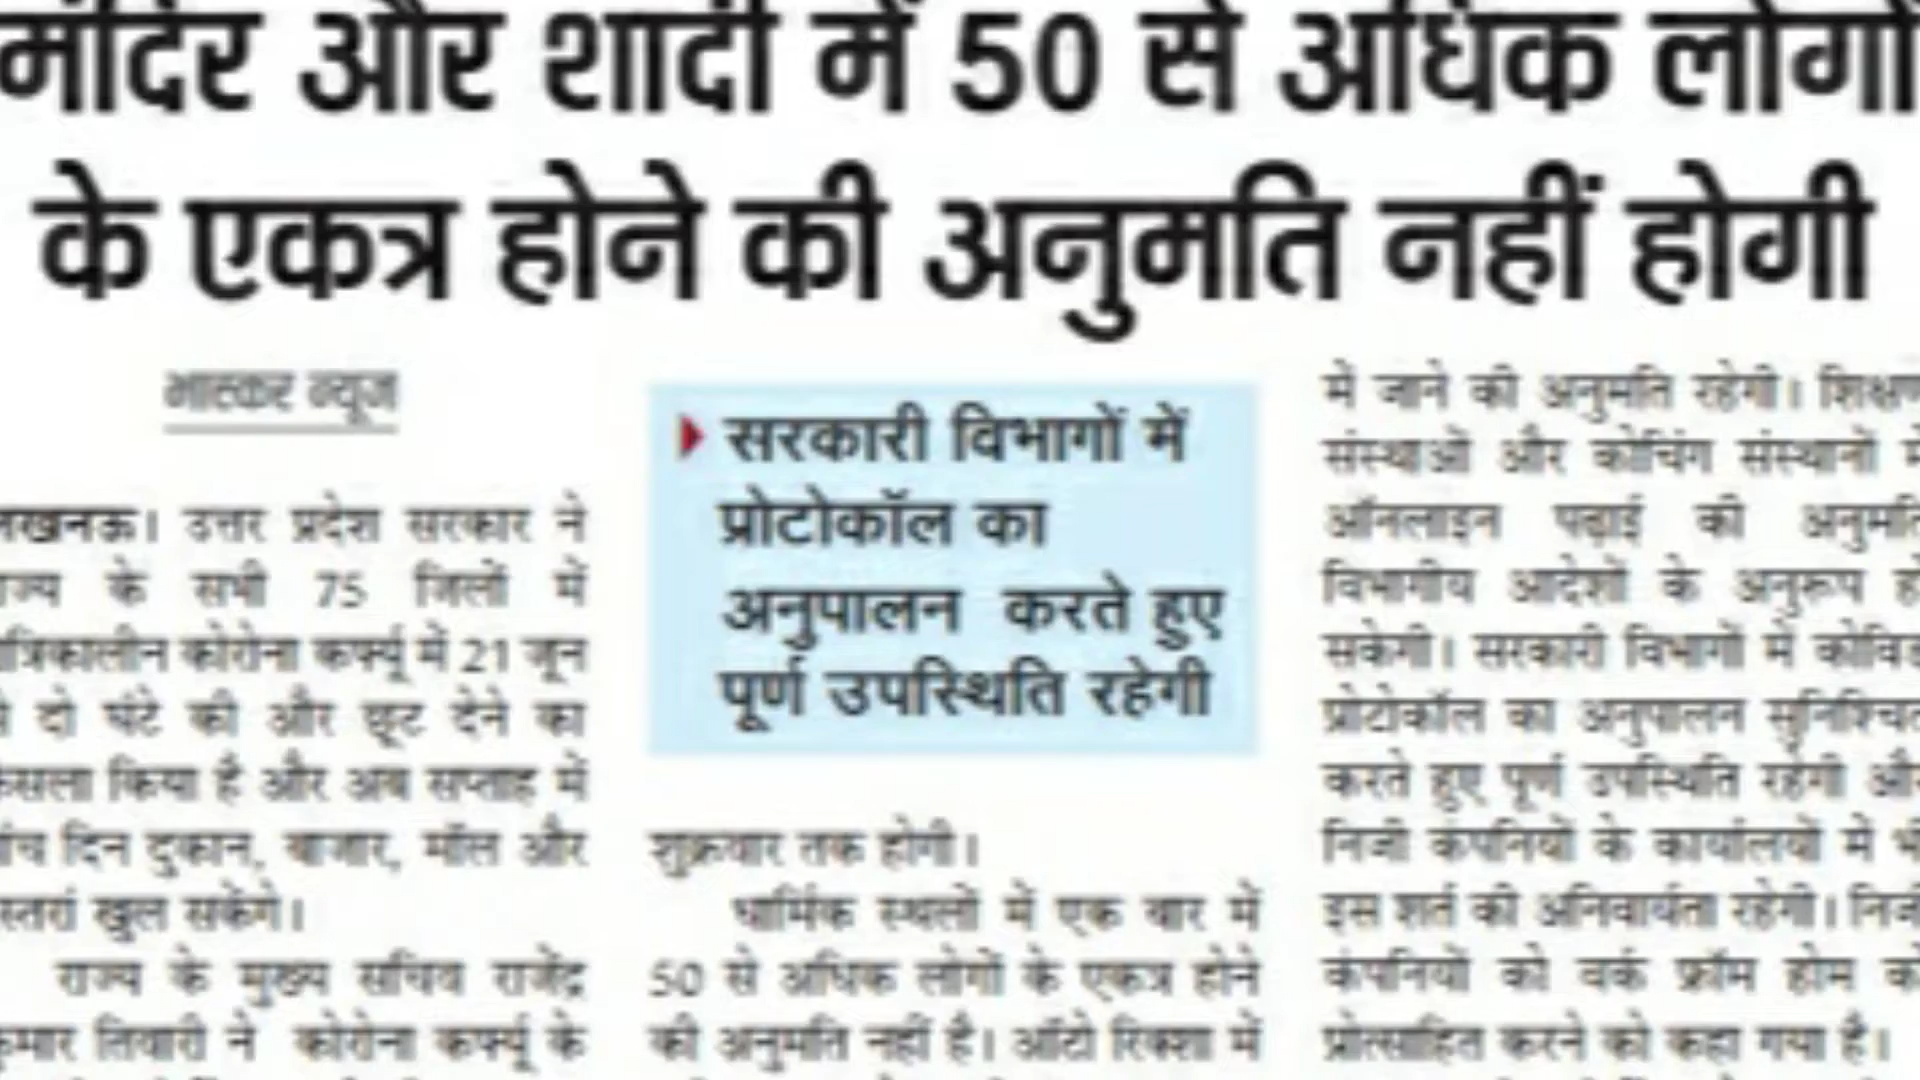 मंदिर और शादी में 50 से अधिक लोगों
के एकत्र होने की अनुमति नहीं होगी
भास्कर न्यूज
लखनऊ। उत्तर प्रदेश सरकार ने
राज्य के सभी 75 जिलों में
रात्रिकालीन कोरोना कर्फ्यू में 21 जून
से दो घंटे की और छूट देने का
फैसला किया है और अब सप्ताह में
पांच दिन दुकान, बाजार, मॉल और
रेस्तरां खुल सकेंगे।
राज्य के मुख्य सचिव राजेंद्र
कुमार तिवारी ने कोरोना कर्फ्यू के
सरकारी विभागों में
प्रोटोकॉल का
अनुपालन करते हुए
पूर्ण उपस्थिति रहेगी
शुक्रवार तक होगी।
धार्मिक स्थलों में एक बार में
50 से अधिक लोगों के एकत्र होने
की अनुमति नहीं है। ऑटो रिक्शा में
में जाने की अनुमति रहेगी। शिक्षण
संस्थाओं और कोचिंग संस्थानों में
ऑनलाइन पढ़ाई की अनुमति
विभागीय आदेशों के अनुरूप हो
सकेगी। सरकारी विभागों में कोविड
प्रोटोकॉल का अनुपालन सुनिश्चित
करते हुए पूर्ण उपस्थिति रहेगी और
निजी कंपनियों के कार्यालयों में भी
इस शर्त की अनिवार्यता रहेगी। निजी
कंपनियों को वर्क फ्रॉम होम को
प्रोत्साहित करने को कहा गया है।